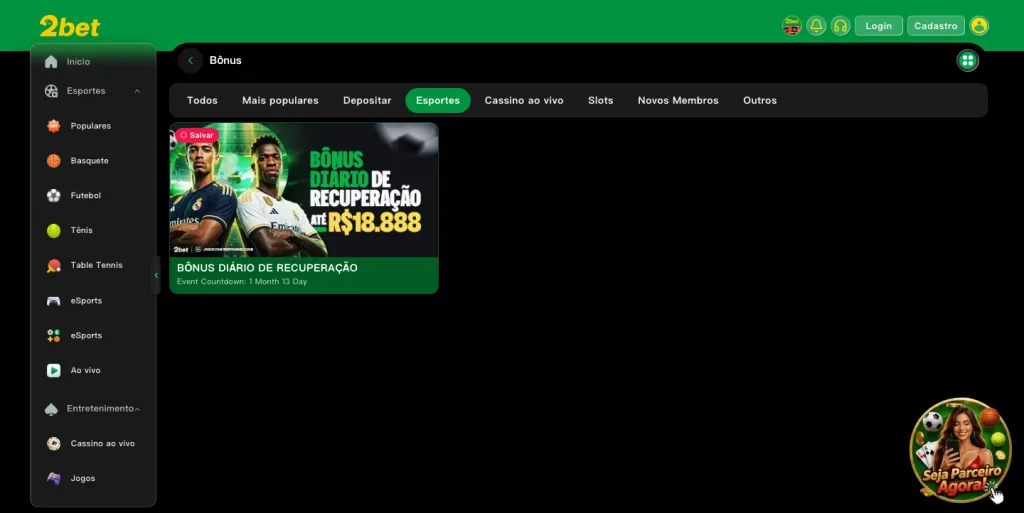 2bet
2bet
Login
Cadastro
Início
Bônus
Esportes
Todos
Mais populares
Depositar
Esportes
Cassino ao vivo
Slots
Novos Membros
Outros
Populares
Basquete
Futebol
Tênis
Table Tennis
eSports
eSports
Ao vivo
Entretenimento
Cassino ao vivo
Jogos
Salvar
BÔNUS
DIÁRIO DE
RECUPERAÇÃO
ATÉ R$18.888
2bet
BÔNUS DIÁRIO DE RECUPERAÇÃO
Event Countdown: 1 Month 13 Day
Seja Parceiro
Agora!